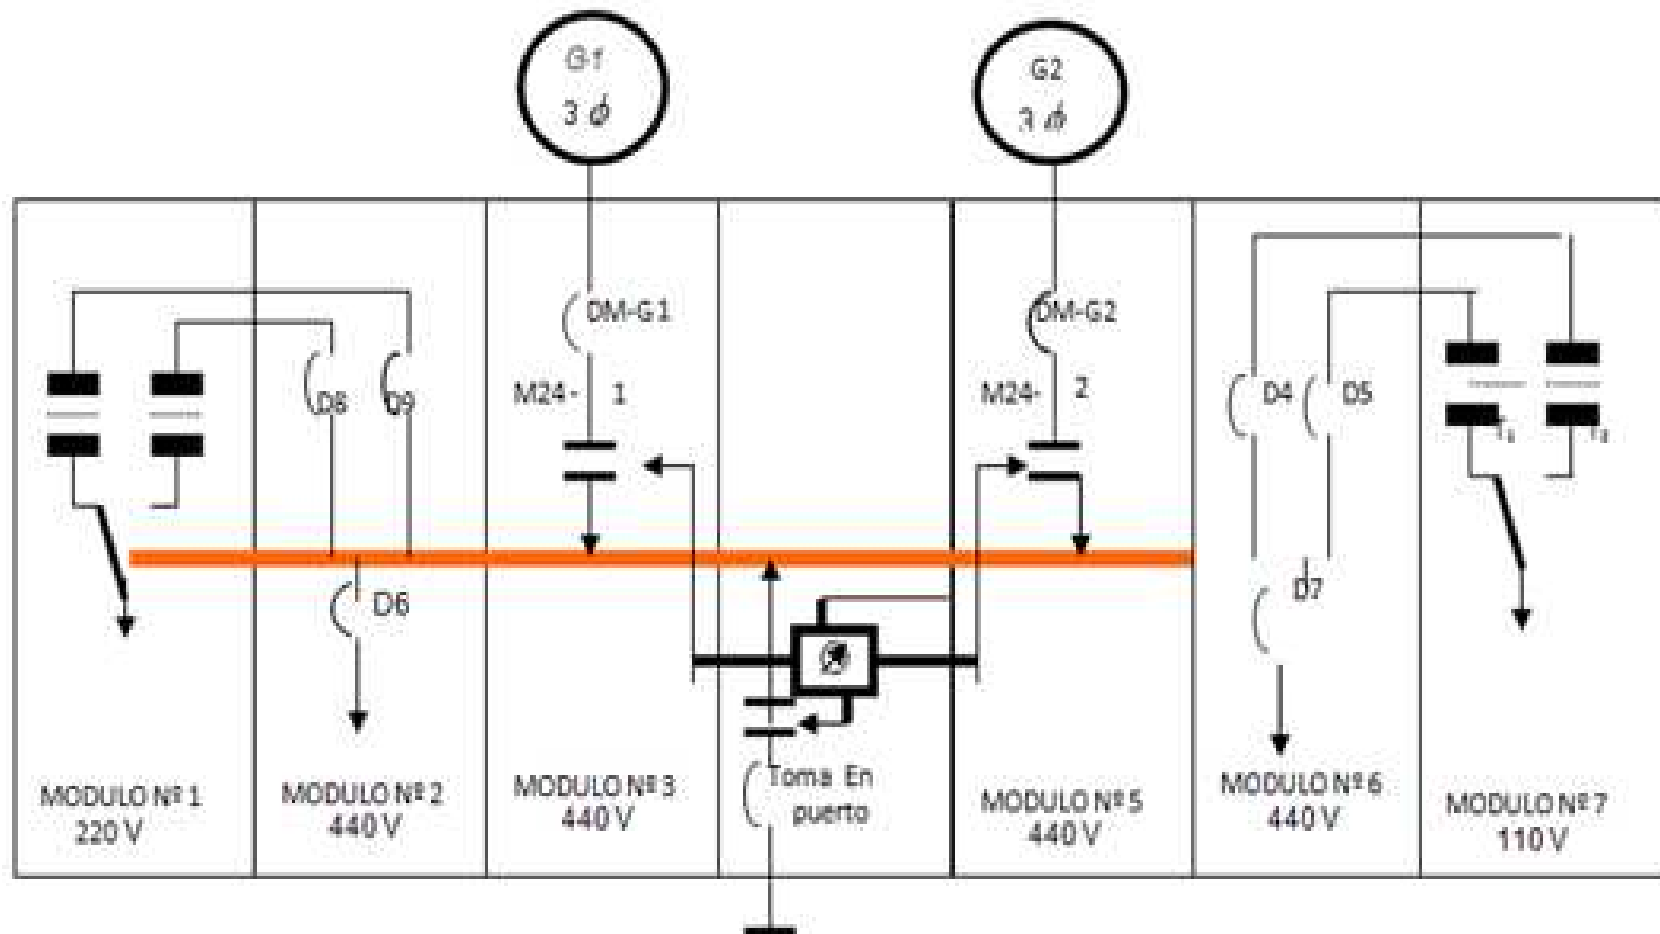 G1
3 ϕ
G2
3 ϕ
DM-G1
M24- 1
DM-G2
M24- 2
D8
D9
D4
D5
D6
D7
MODULO Nº 1
220 V
MODULO Nº 2
440 V
MODULO Nº 3
440 V
Toma En
puerto
MODULO Nº 5
440 V
MODULO Nº 6
440 V
MODULO Nº 7
110 V